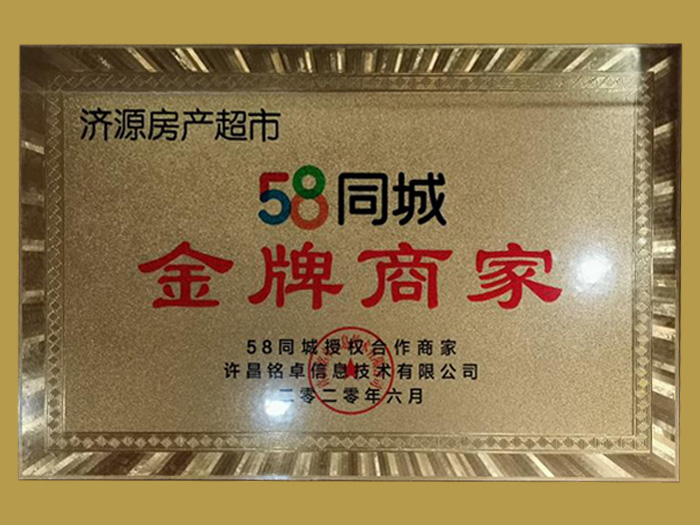 济源房产超市
58同城
金牌商家
58同城授权合作商家
许昌铭卓信息技术有限公司
二零二零年六月